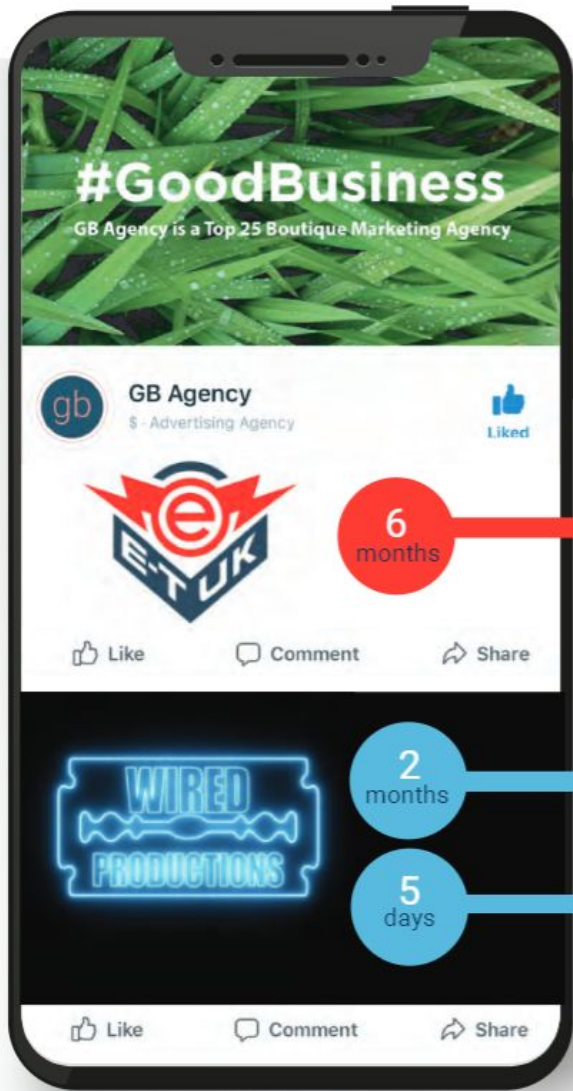 #GoodBusiness
GB Agency is a Top 25 Boutique Marketing Agency
gb
GB Agency
$ - Advertising Agency
Liked
e
E-T UK
6
months
Like
Comment
Share
WIRED
PRODUCTIONS
2
months
5
days
Like
Comment
Share